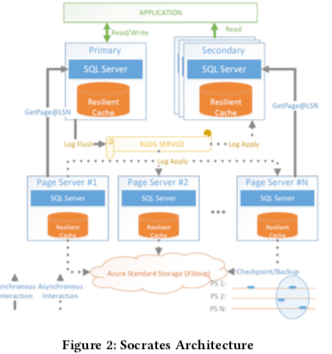 APPLICATION
Read/Write
Read
Primary
Secondary
SQL Server
SQL Server
GetPage@LSN
Resilient
Cache
Resilient
Cache
GetPage@LSN
Log Flush
XLOG SERVICE
Log Apply
Log Apply
Page Server #1
Page Server #2
Page Server #N
SQL Server
SQL Server
SQL Server
...
Resilient
Cache
Resilient
Cache
Resilient
Cache
Azure Standard Storage (XStore)
Checkpoint/Backup
nchronous
Interaction
Asynchronous
Interaction
PS 1:
PS 2:
PS N:
Figure 2: Socrates Architecture